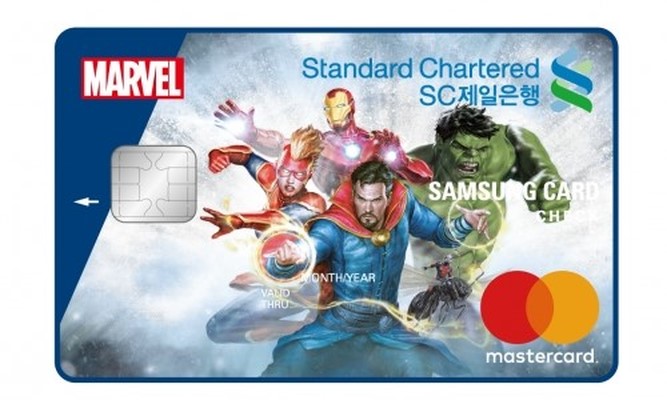 MARVEL
Standard Chartered
SC제일은행
SAMSUNG CARD
CHECK
MONTH/YEAR
VALID
THRU
mastercard.